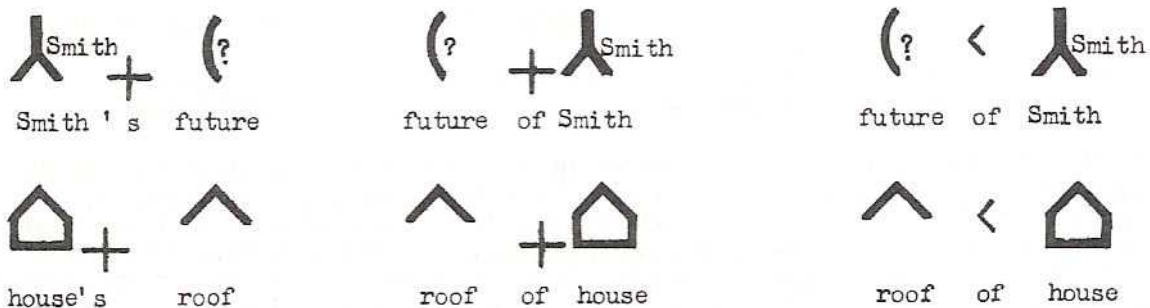 Smith ? ? Smith ? < Smith
Smith ' s future future of Smith future of Smith
<
house's roof roof of house roof of house